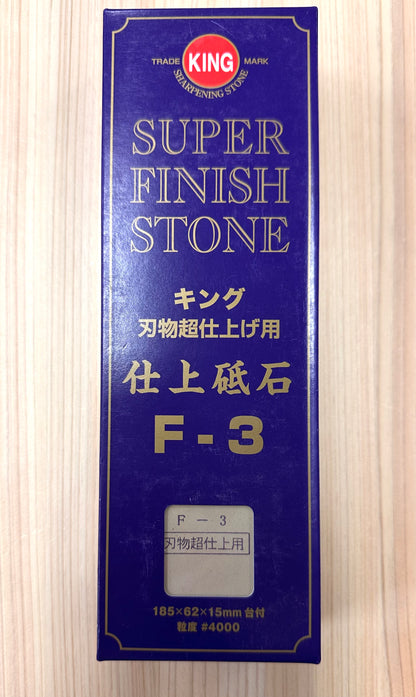 TRADE KING MARK
SHARPENING STONE
SUPER
FINISH
STONE
キング
刃物超仕上げ用
仕上砥石
F-3
F－3
刃物超仕上用
185×62×15mm 台付
粒度 #4000